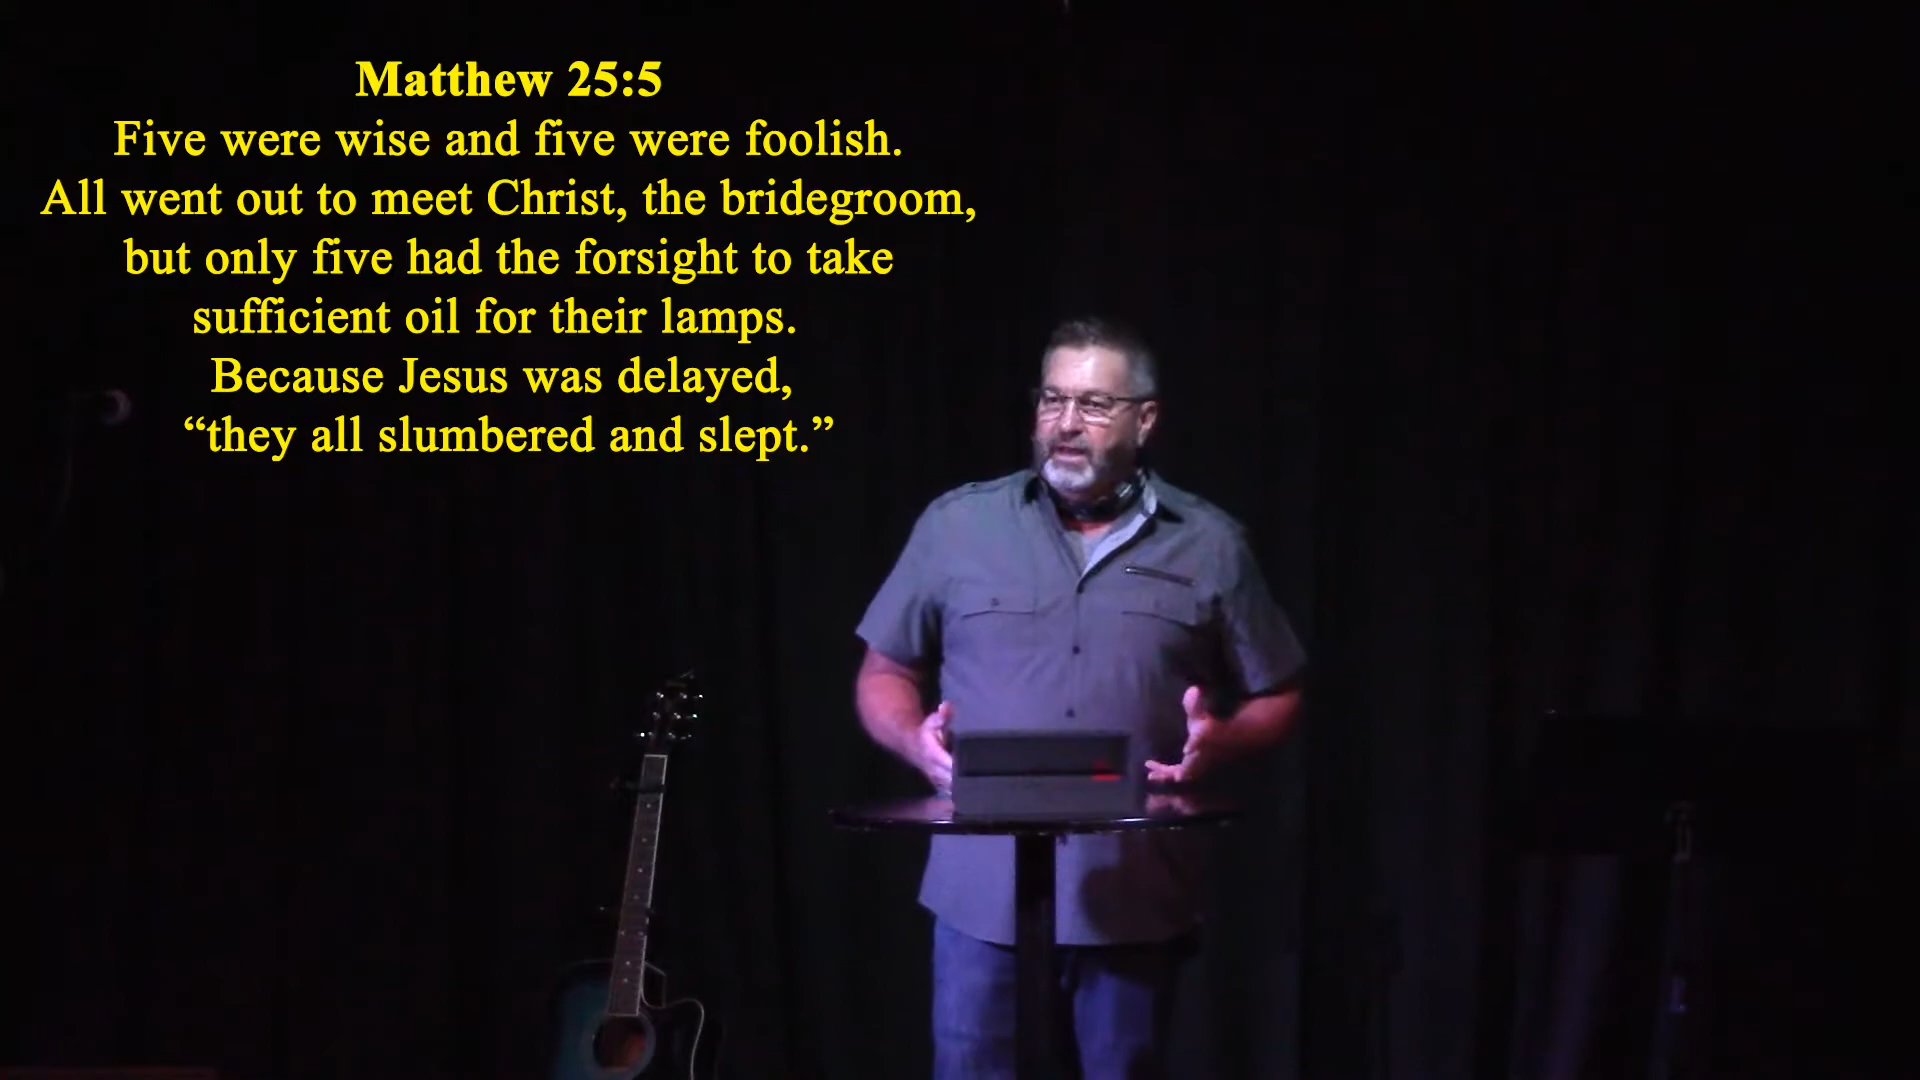 Matthew 25:5
Five were wise and five were foolish.
All went out to meet Christ, the bridegroom,
but only five had the forsight to take
sufficient oil for their lamps.
Because Jesus was delayed,
“they all slumbered and slept.”